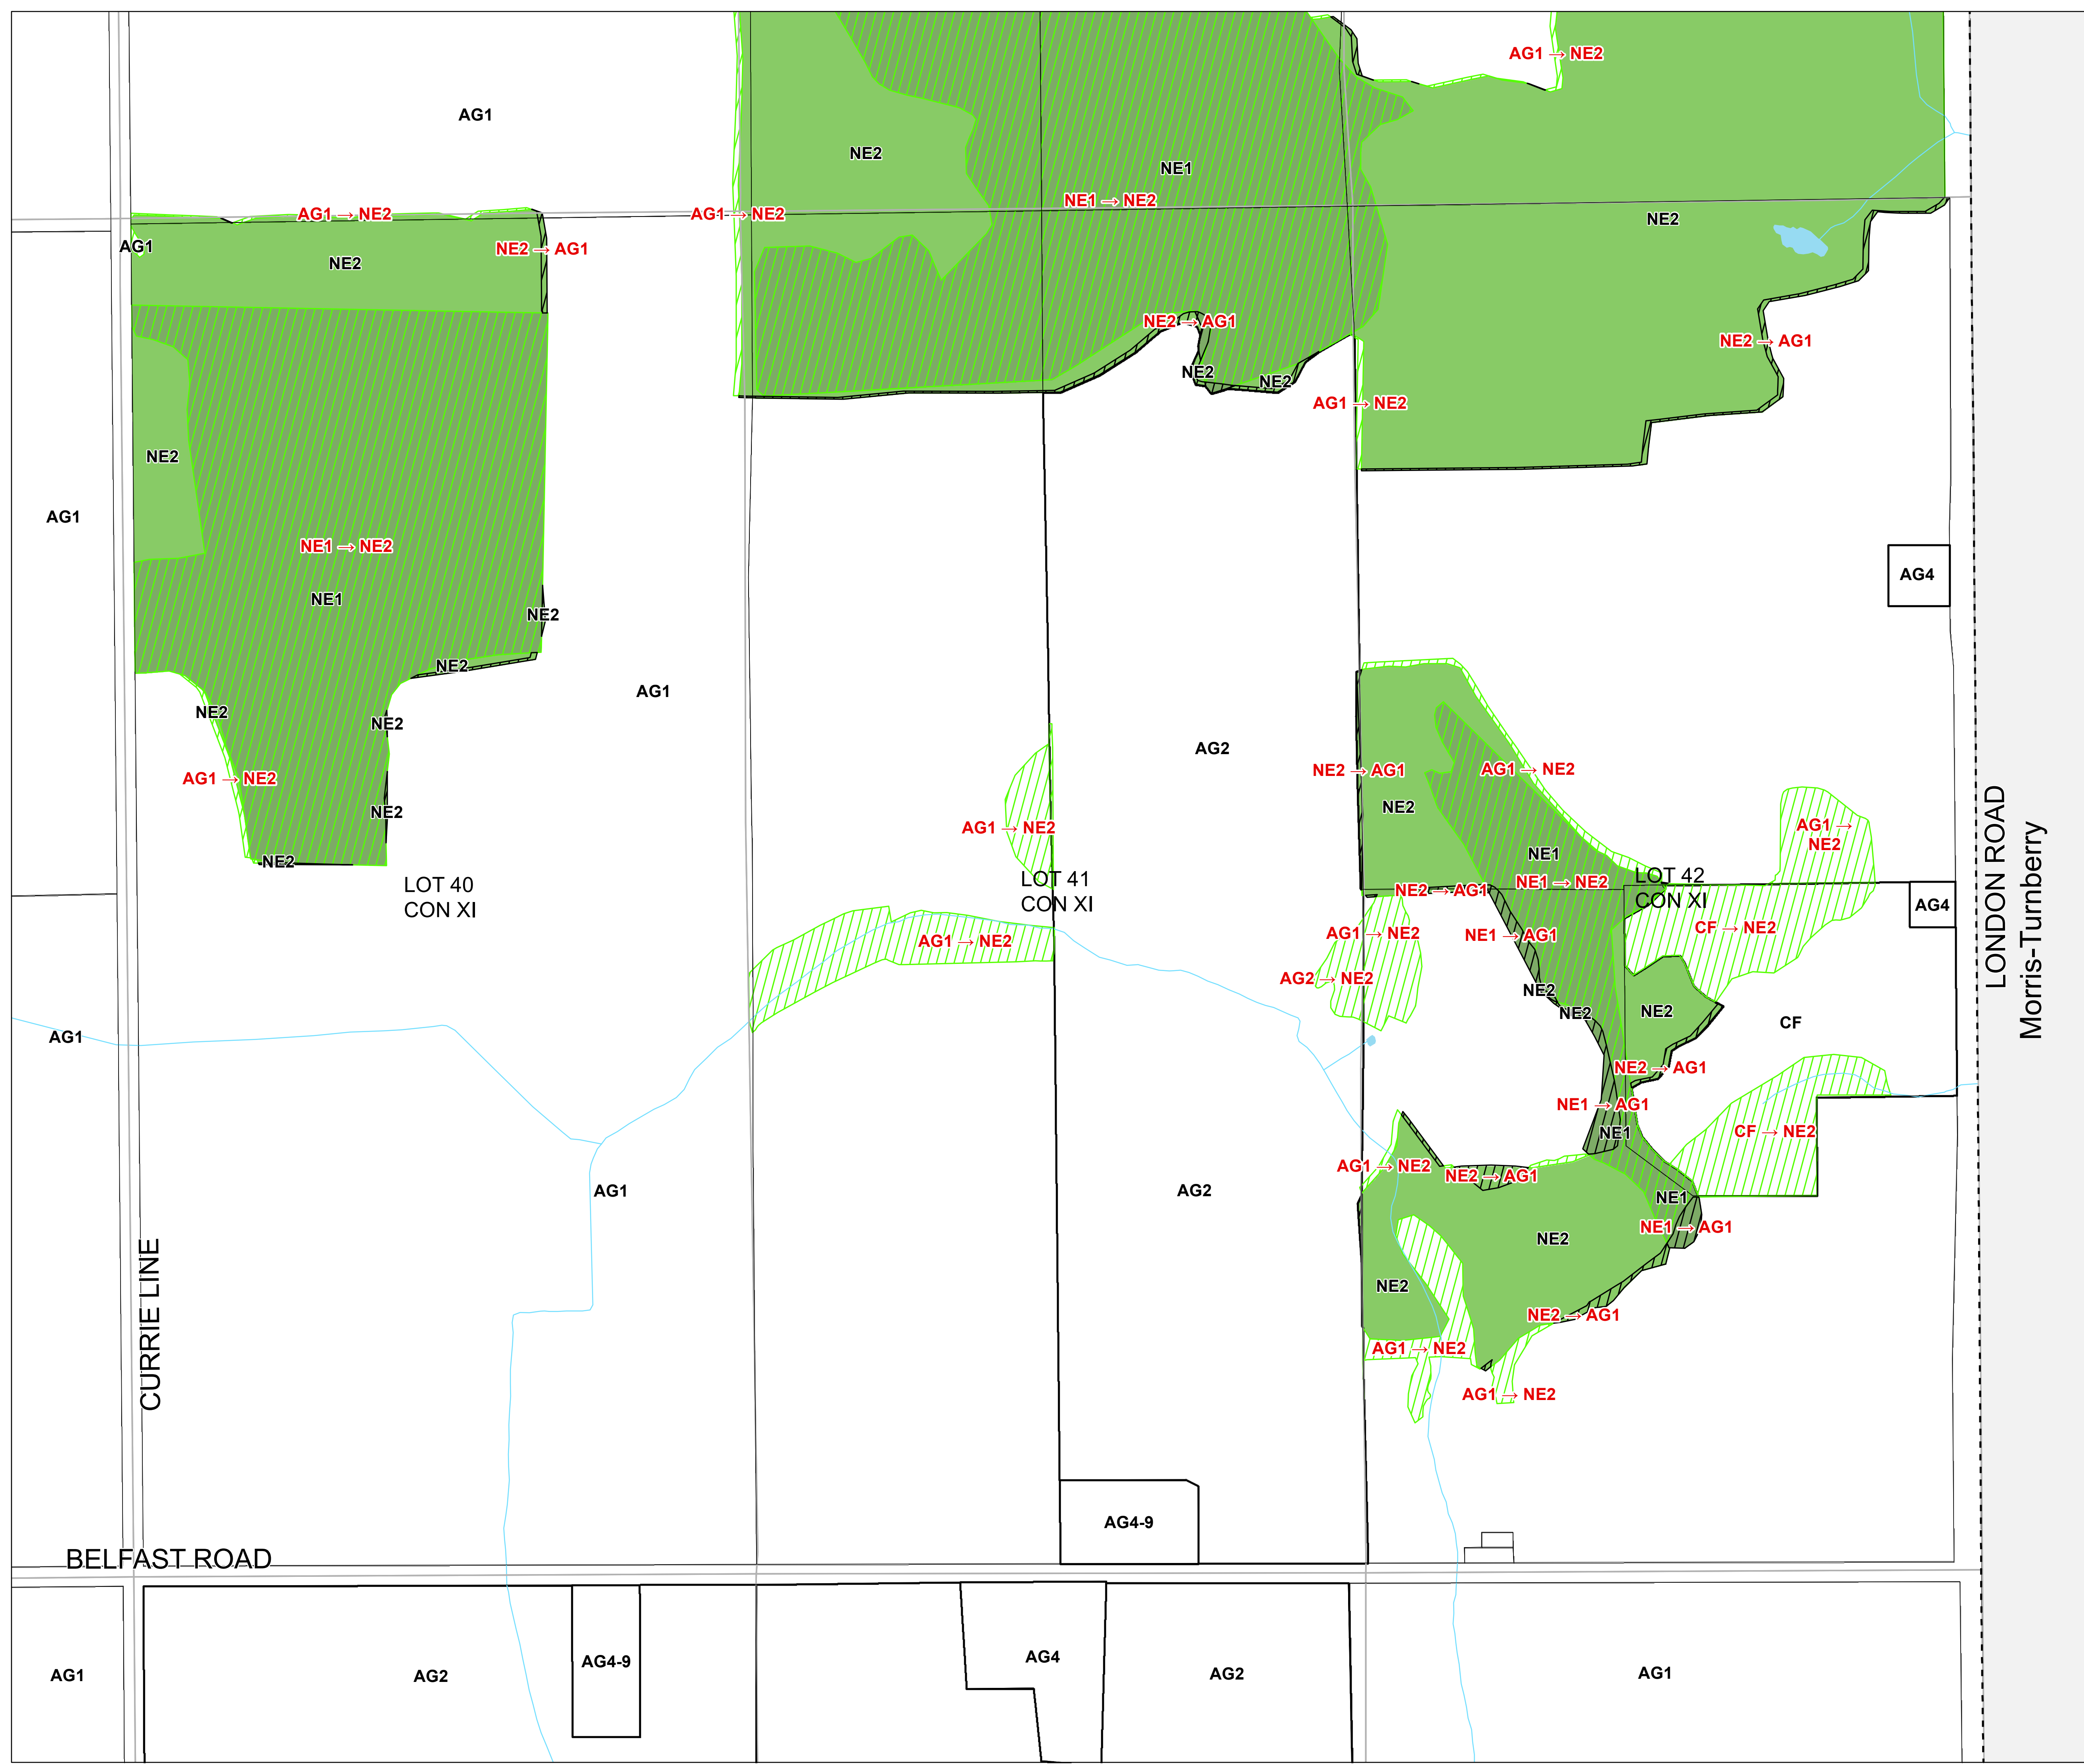 AG1 → NE2
AG1
NE2
NE1
NE1 → NE2
AG1 → NE2
AG1 → NE2
NE2
AG1
NE2 → AG1
NE2
NE2 → AG1
NE2 → AG1
NE2
NE2
AG1 → NE2
NE2
AG1
NE1 → NE2
AG4
NE1
NE2
NE2
AG1
NE2
NE2
AG2
AG1 → NE2
NE2 → AG1
AG1 → NE2
NE2
NE2
AG1 → NE2
AG1 →
NE2
NE1
NE2
LOT 40
CON XI
LOT 41
CON XI
NE2 → AG1
NE1 → NE2
LOT 42
CON XI
AG4
AG1 → NE2
AG1 → NE2
NE1 → AG1
CF → NE2
AG2 → NE2
NE2
NE2
NE2
CF
LONDON ROAD
Morris-Turnberry
AG1
NE2 → AG1
NE1 → AG1
NE1
CF → NE2
AG1 → NE2
NE2 → AG1
AG1
AG2
NE1
NE1 → AG1
NE2
NE2
CURRIE LINE
NE2 → AG1
AG1 → NE2
AG1 → NE2
AG4-9
BELFAST ROAD
AG1
AG2
AG4-9
AG4
AG2
AG1